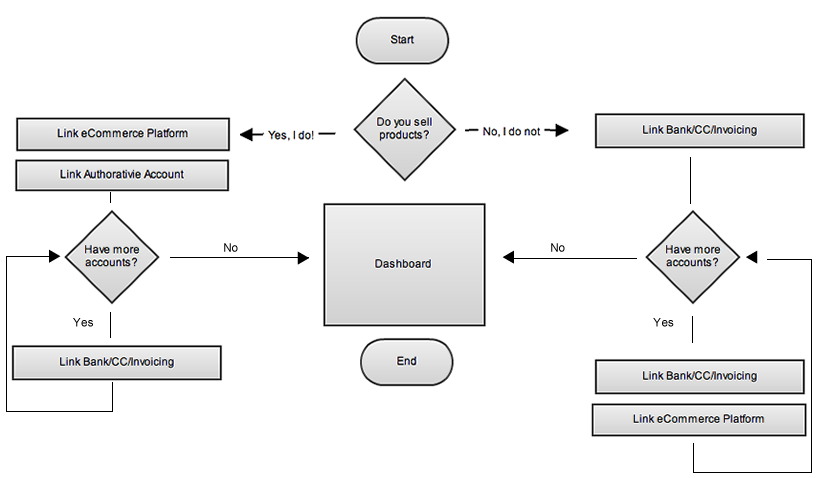 Start
Do you sell
products?
Yes, I do!
No, I do not
Link eCommerce Platform
Link Authorativie Account
Link Bank/CC/Invoicing
Have more
accounts?
No
Dashboard
No
Have more
accounts?
Yes
Yes
Link Bank/CC/Invoicing
End
Link Bank/CC/Invoicing
Link eCommerce Platform